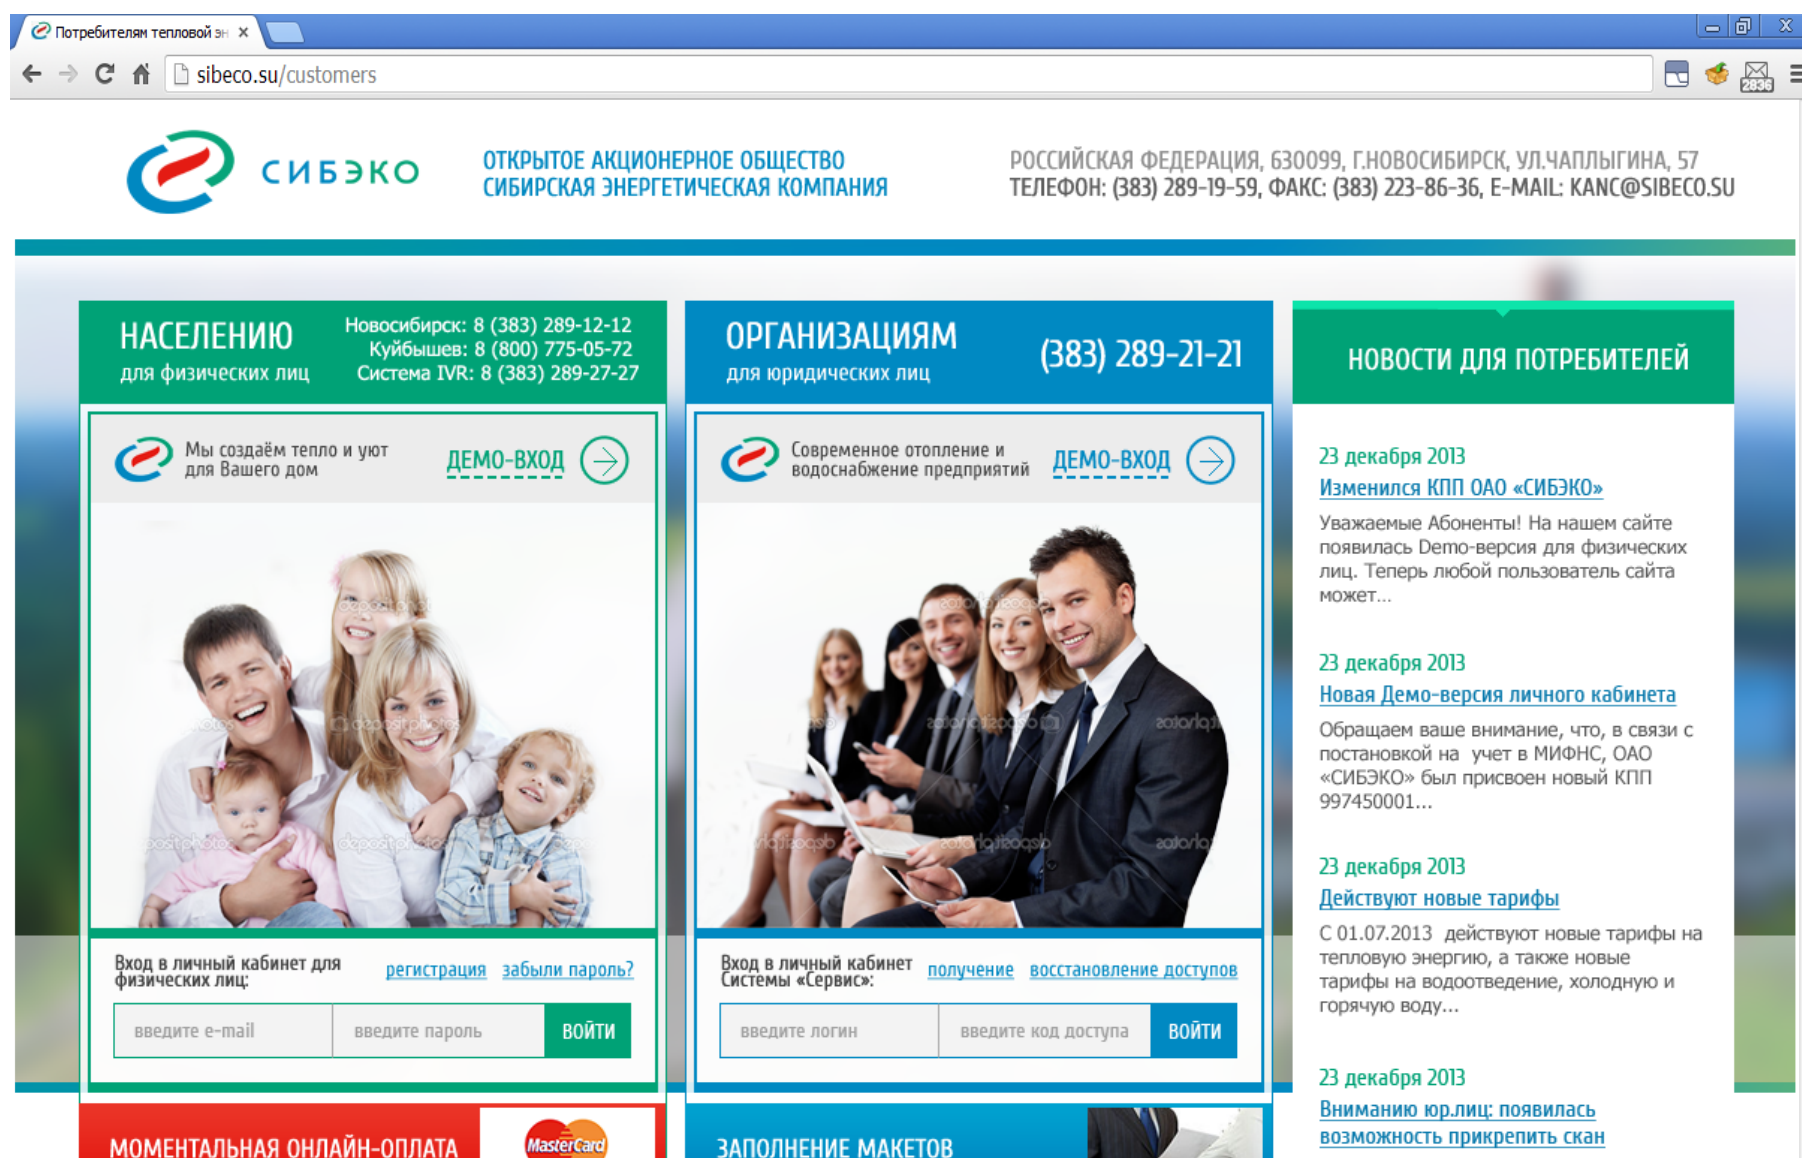 Потребителям тепловой эн
sibeco.su/customers
2836
СИБЭКО
ОТКРЫТОЕ АКЦИОНЕРНОЕ ОБЩЕСТВО
СИБИРСКАЯ ЭНЕРГЕТИЧЕСКАЯ КОМПАНИЯ
РОССИЙСКАЯ ФЕДЕРАЦИЯ, 630099, Г.НОВОСИБИРСК, УЛ.ЧАПЛЫГИНА, 57
ТЕЛЕФОН: (383) 289-19-59, ФАКС: (383) 223-86-36, E-MAIL: KANC@SIBECO.SU
НАСЕЛЕНИЮ
для физических лиц
Новосибирск: 8 (383) 289-12-12
Куйбышев: 8 (800) 775-05-72
Система IVR: 8 (383) 289-27-27
Мы создаём тепло и уют
для Вашего дом
ДЕМО-ВХОД
depositphotos
Вход в личный кабинет для
физических лиц:
регистрация
забыли пароль?
введите e-mail
введите пароль
ВОЙТИ
МОМЕНТАЛЬНАЯ ОНЛАЙН-ОПЛАТА
MasterCard
ОРГАНИЗАЦИЯМ
для юридических лиц
(383) 289-21-21
Современное отопление и
водоснабжение предприятий
ДЕМО-ВХОД
Вход в личный кабинет
Системы «Сервис»:
получение
восстановление доступов
введите логин
введите код доступа
ВОЙТИ
ЗАПОЛНЕНИЕ МАКЕТОВ
НОВОСТИ ДЛЯ ПОТРЕБИТЕЛЕЙ
23 декабря 2013
Изменился КПП ОАО «СИБЭКО»
Уважаемые Абоненты! На нашем сайте
появилась Demo-версия для физических
лиц. Теперь любой пользователь сайта
может...
23 декабря 2013
Новая Демо-версия личного кабинета
Обращаем ваше внимание, что, в связи с
постановкой на учет в МИФНС, ОАО
«СИБЭКО» был присвоен новый КПП
997450001...
23 декабря 2013
Действуют новые тарифы
С 01.07.2013 действуют новые тарифы на
тепловую энергию, а также новые
тарифы на водоотведение, холодную и
горячую воду...
23 декабря 2013
Вниманию юр.лиц: появилась
возможность прикрепить скан